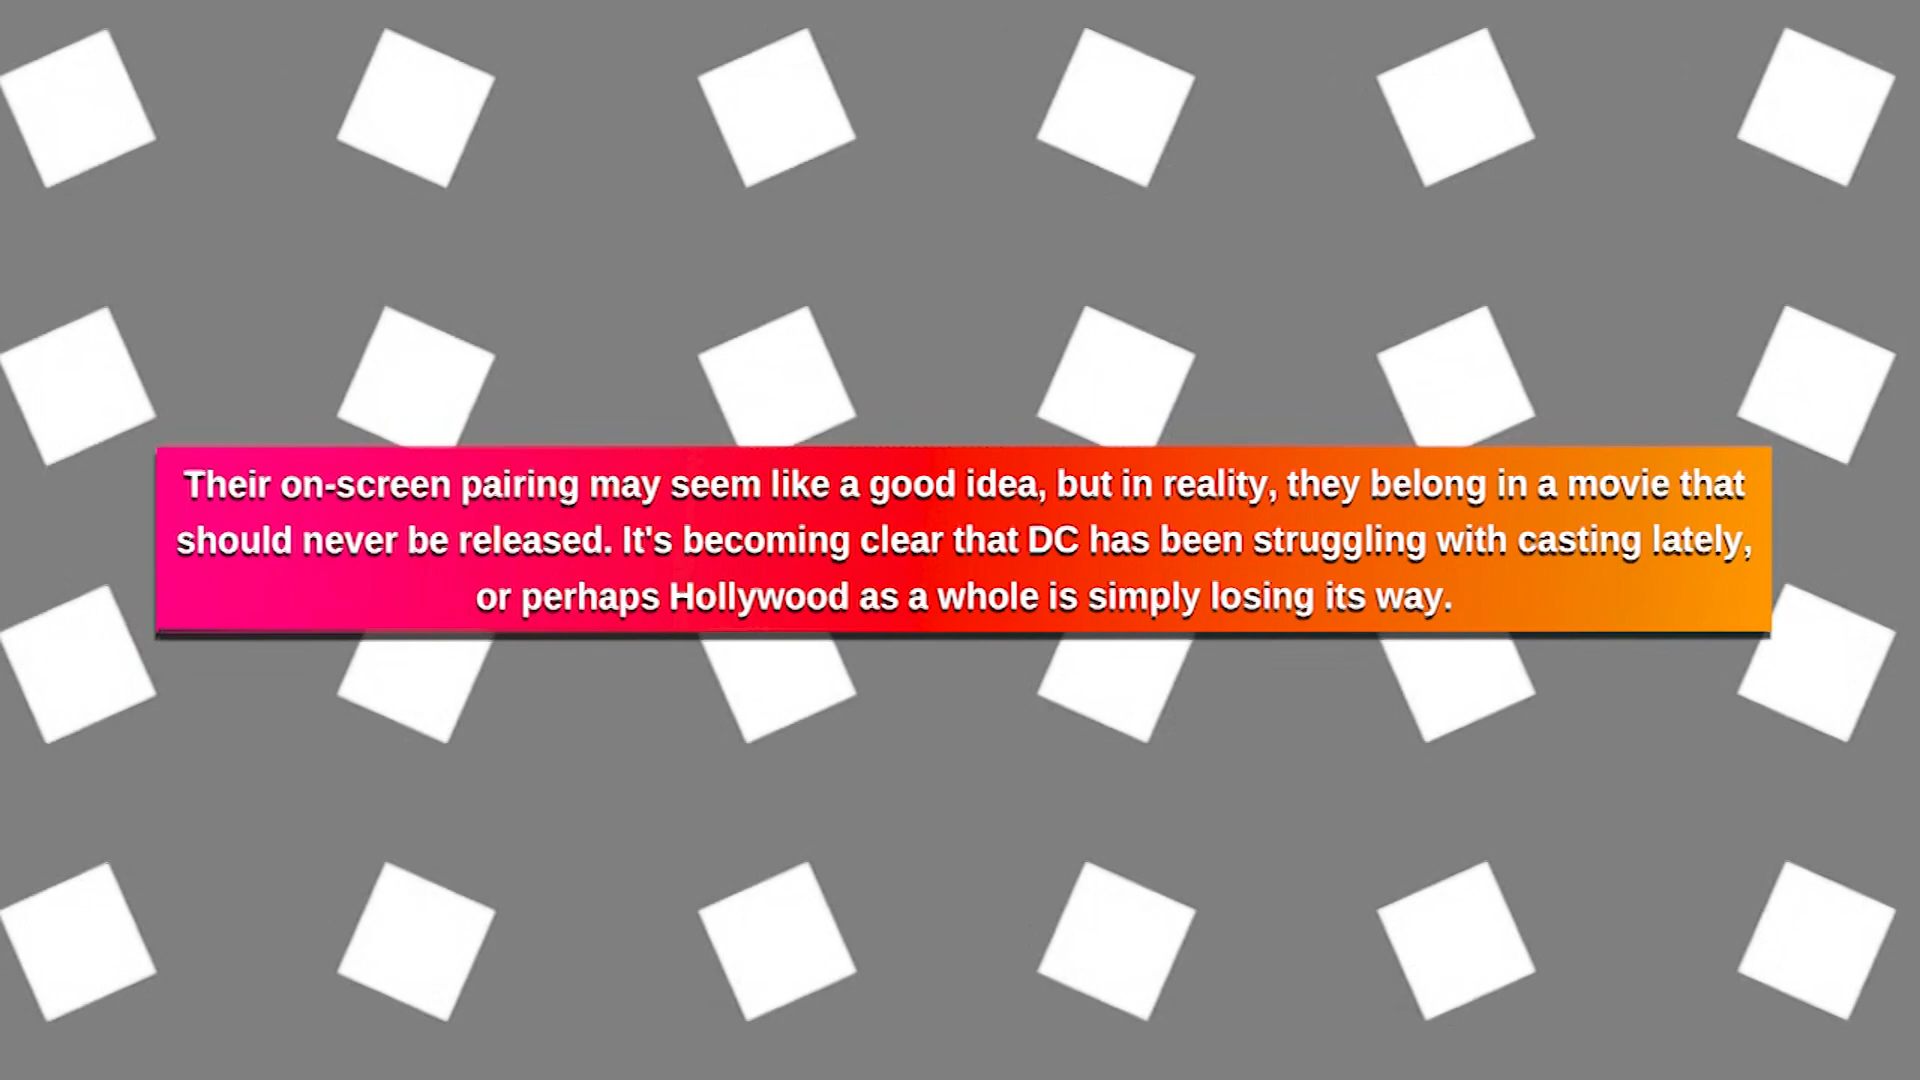 Their on-screen pairing may seem like a good idea, but in reality, they belong in a movie that
should never be released. It's becoming clear that DC has been struggling with casting lately,
or perhaps Hollywood as a whole is simply losing its way.